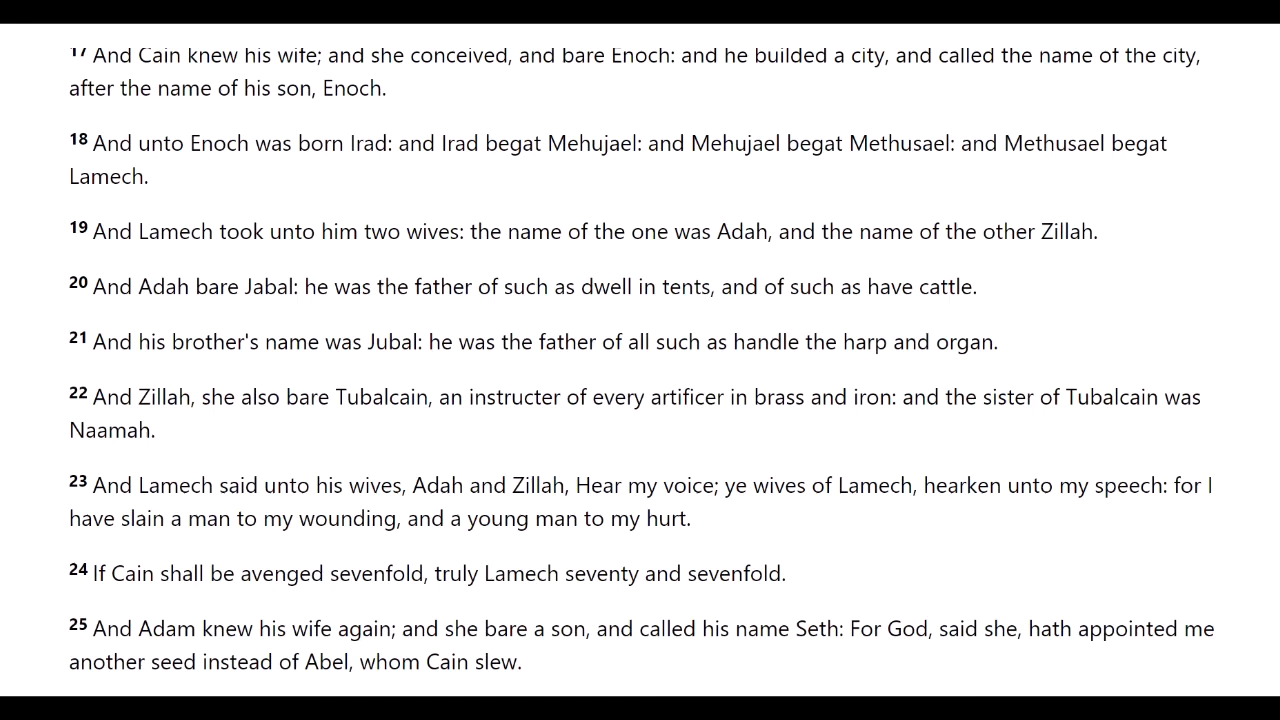 17 And Cain knew his wife; and she conceived, and bare Enoch: and he builded a city, and called the name of the city,
after the name of his son, Enoch.
18 And unto Enoch was born Irad: and Irad begat Mehujael: and Mehujael begat Methusael: and Methusael begat
Lamech.
19 And Lamech took unto him two wives: the name of the one was Adah, and the name of the other Zillah.
20 And Adah bare Jabal: he was the father of such as dwell in tents, and of such as have cattle.
21 And his brother's name was Jubal: he was the father of all such as handle the harp and organ.
22 And Zillah, she also bare Tubalcain, an instructer of every artificer in brass and iron: and the sister of Tubalcain was
Naamah.
23 And Lamech said unto his wives, Adah and Zillah, Hear my voice; ye wives of Lamech, hearken unto my speech: for I
have slain a man to my wounding, and a young man to my hurt.
24 If Cain shall be avenged sevenfold, truly Lamech seventy and sevenfold.
25 And Adam knew his wife again; and she bare a son, and called his name Seth: For God, said she, hath appointed me
another seed instead of Abel, whom Cain slew.